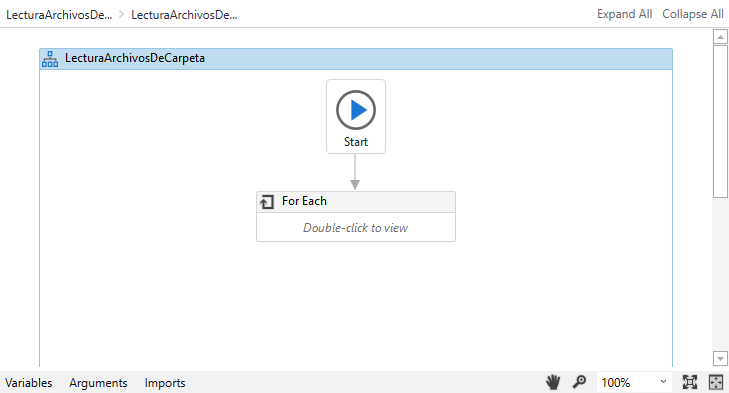 LecturaArchivosDe... > LecturaArchivosDe... Expand All Collapse All
LecturaArchivosDeCarpeta
Start
For Each
Double-click to view
Variables Arguments Imports 100%